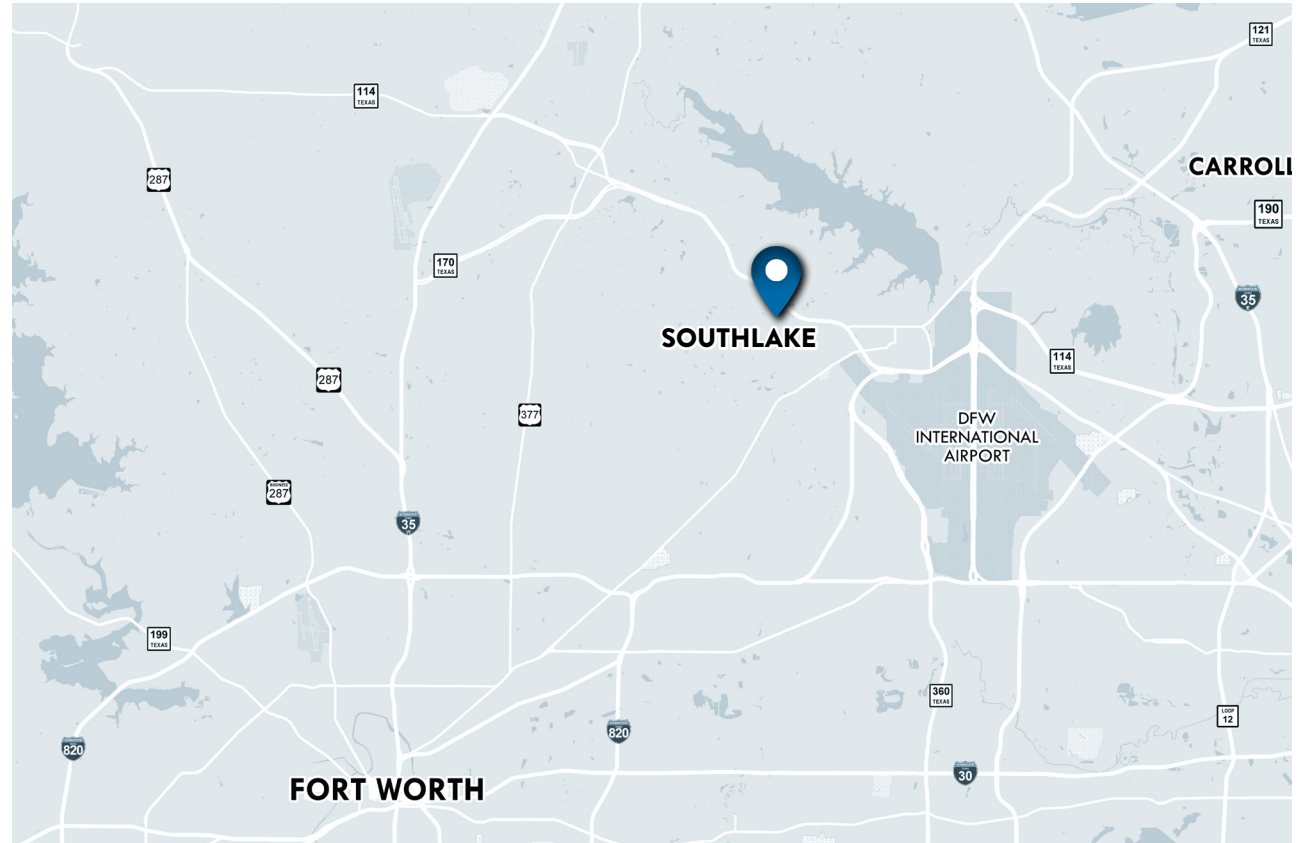 121
TEXAS
114
TEXAS
CARROLL
287
190
TEXAS
170
TEXAS
35
SOUTHLAKE
114
TEXAS
287
377
DFW
INTERNATIONAL
AIRPORT
BUSINESS
287
35
W
199
TEXAS
360
TEXAS
LOOP
12
820
820
30
FORT WORTH